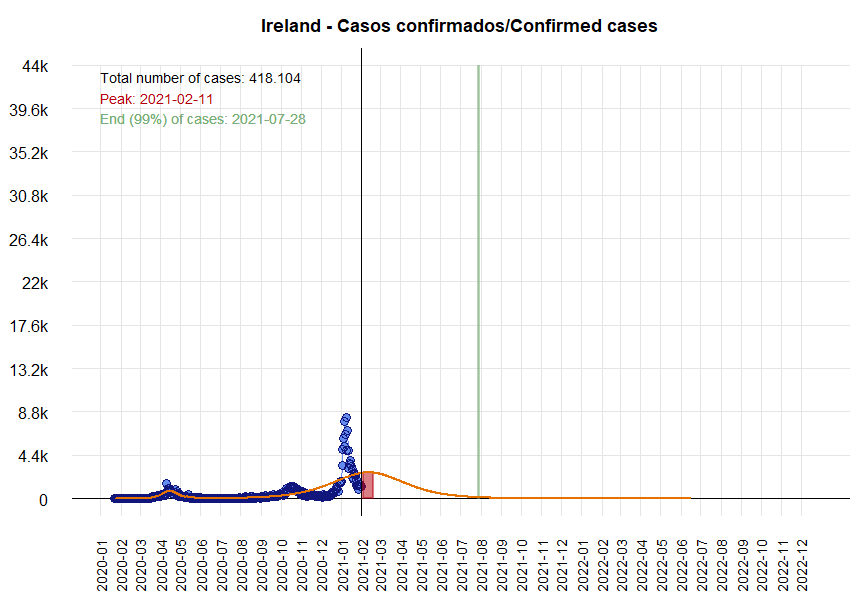 Ireland - Casos confirmados/Confirmed cases
Total number of cases: 418.104
Peak: 2021-02-11
End (99%) of cases: 2021-07-28
44k
39.6k
35.2k
30.8k
26.4k
22k
17.6k
13.2k
8.8k
4.4k
0
2020-01
2020-02
2020-03
2020-04
2020-05
2020-06
2020-07
2020-08
2020-09
2020-10
2020-11
2020-12
2021-01
2021-02
2021-03
2021-04
2021-05
2021-06
2021-07
2021-08
2021-09
2021-10
2021-11
2021-12
2022-01
2022-02
2022-03
2022-04
2022-05
2022-06
2022-07
2022-08
2022-09
2022-10
2022-11
2022-12